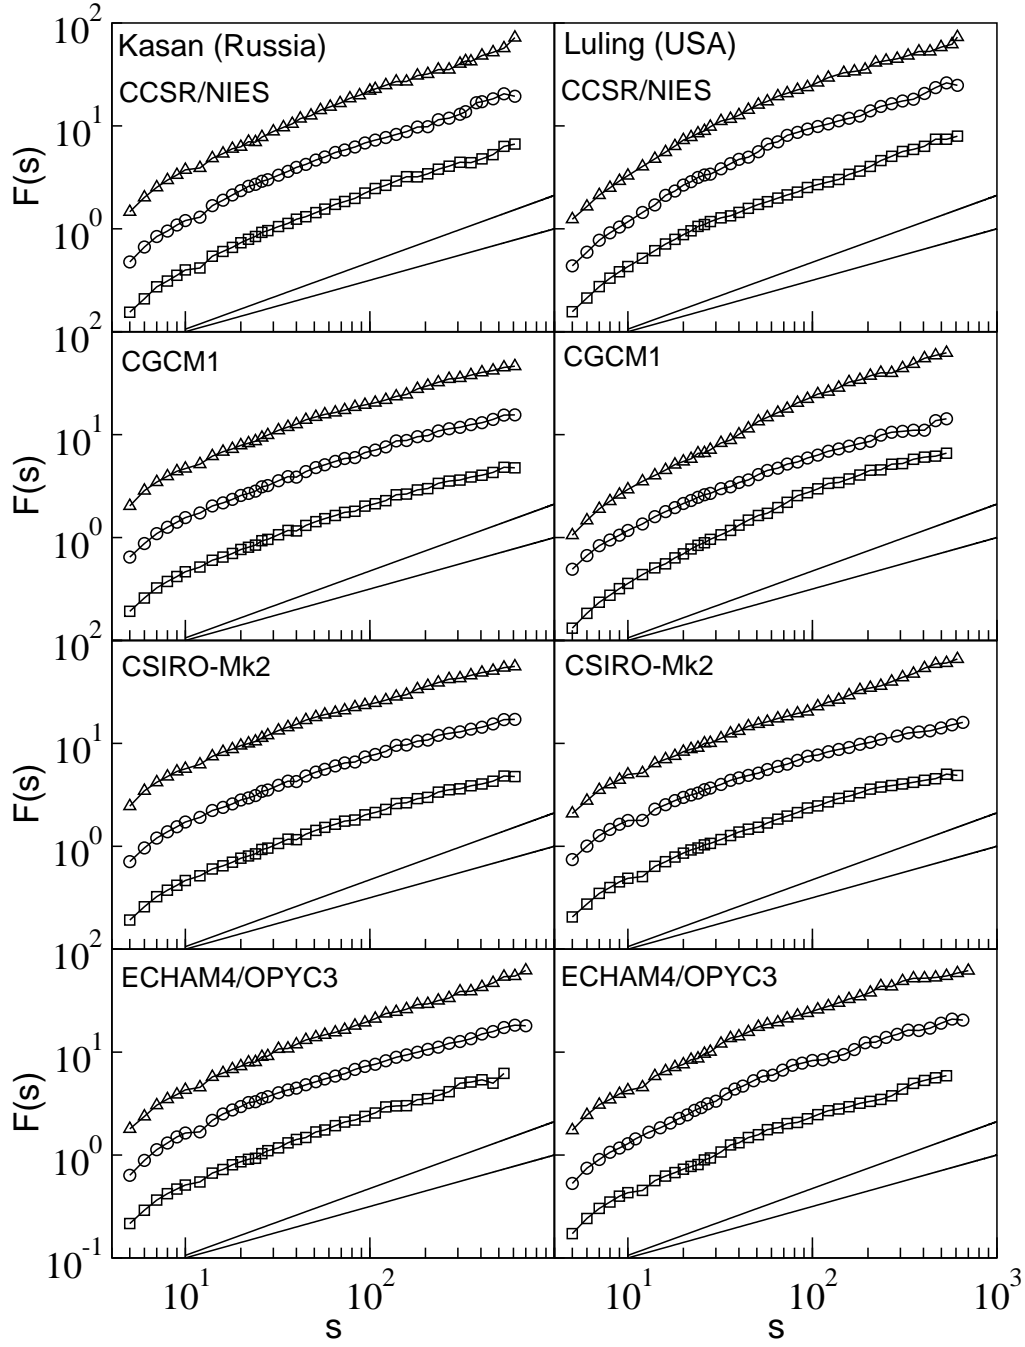 10^2
Kasan (Russia)
Luling (USA)
CCSR/NIES
CCSR/NIES
10^1
F(s)
10^0
10^2
CGCM1
CGCM1
10^1
F(s)
10^0
10^2
CSIRO-Mk2
CSIRO-Mk2
10^1
F(s)
10^0
10^2
ECHAM4/OPYC3
ECHAM4/OPYC3
10^1
F(s)
10^0
10^-1
10^1 10^2 10^1 10^2 10^3
s s